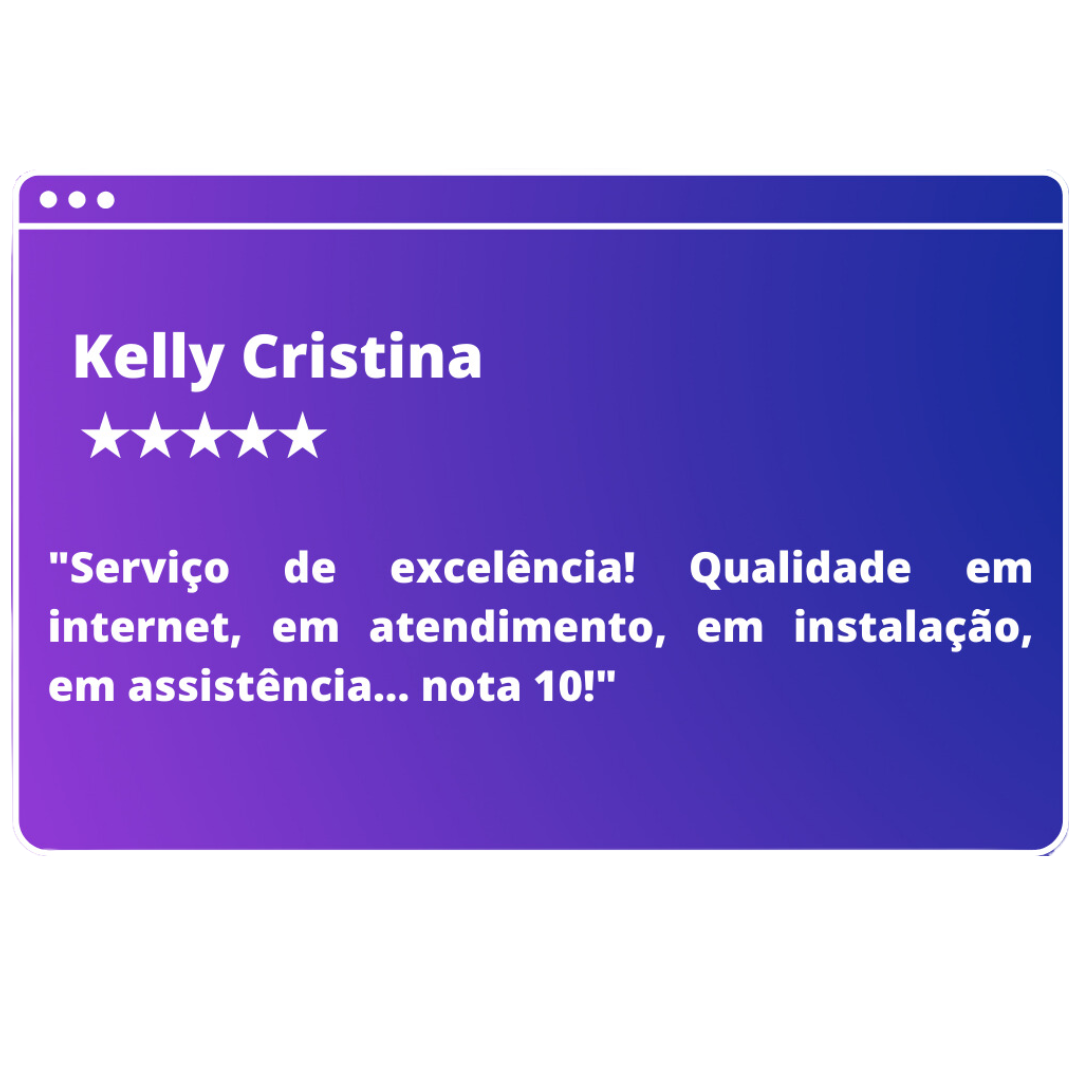 Kelly Cristina
★★★★★
"Serviço de excelência! Qualidade em
internet, em atendimento, em instalação,
em assistência... nota 10!"